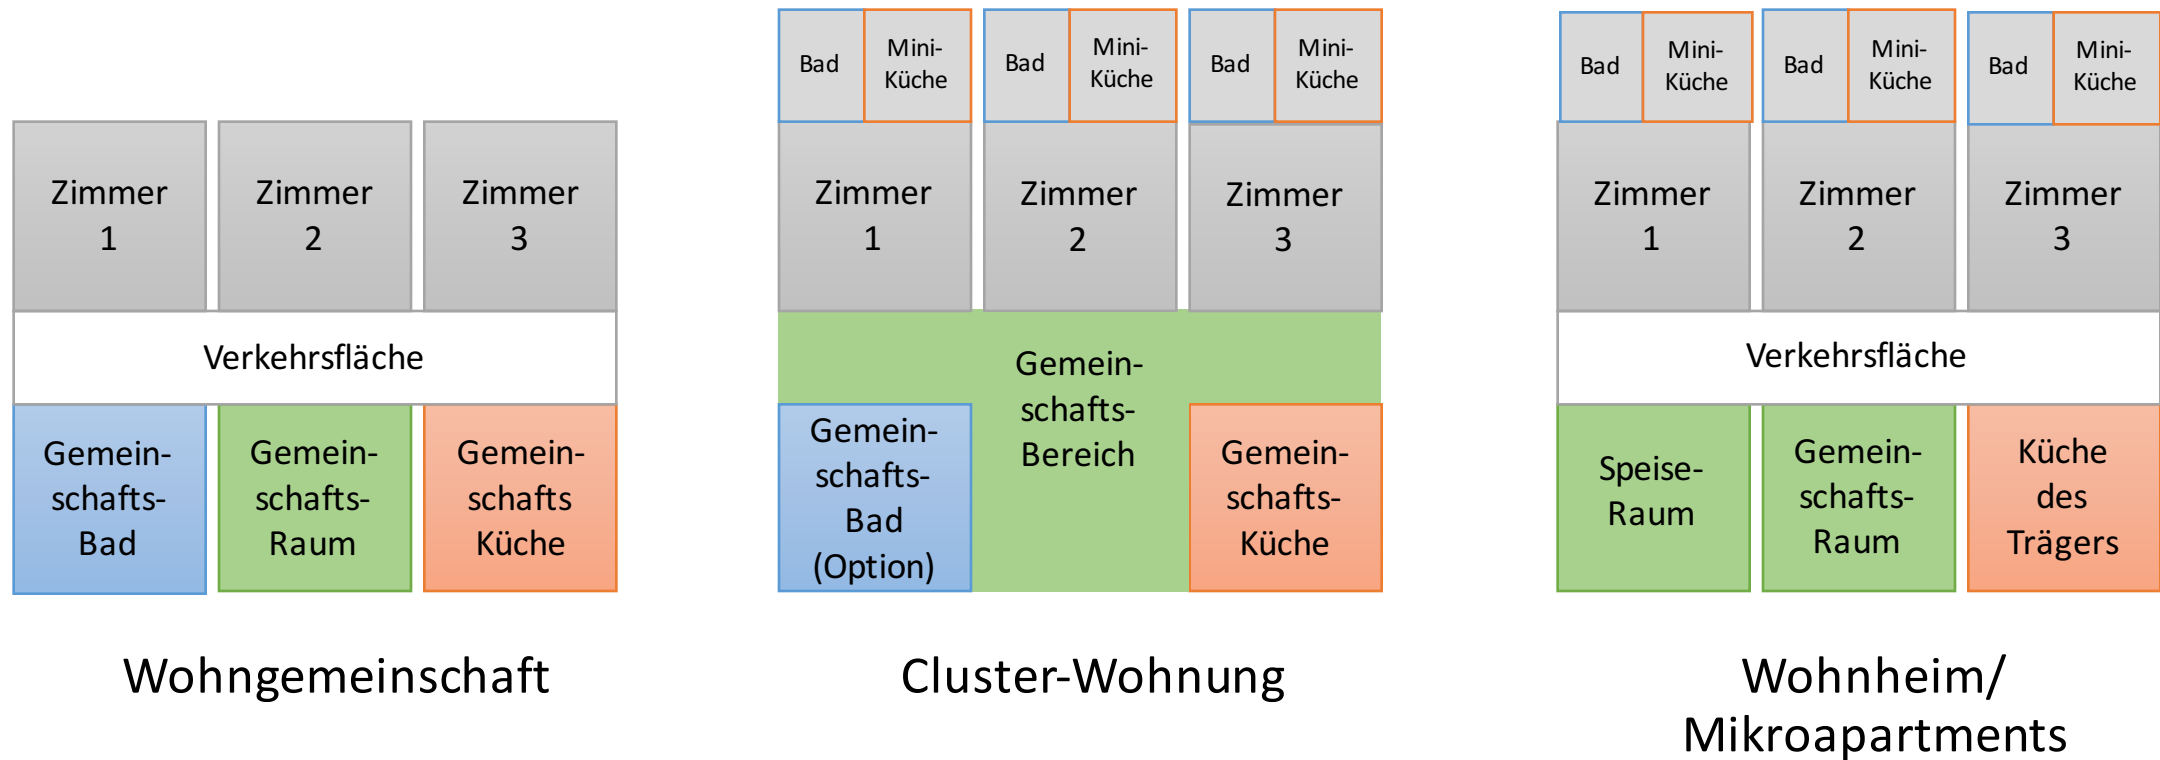 Zimmer
1
Zimmer
2
Zimmer
3
Verkehrsfläche
Gemein-
schafts-
Bad
Gemein-
schafts-
Raum
Gemein-
schafts
Küche
Wohngemeinschaft
Bad
Mini-
Küche
Bad
Mini-
Küche
Bad
Mini-
Küche
Zimmer
1
Zimmer
2
Zimmer
3
Gemein-
schafts-
Bereich
Gemein-
schafts-
Bad
(Option)
Gemein-
schafts-
Küche
Cluster-Wohnung
Bad
Mini-
Küche
Bad
Mini-
Küche
Bad
Mini-
Küche
Zimmer
1
Zimmer
2
Zimmer
3
Verkehrsfläche
Speise-
Raum
Gemein-
schafts-
Raum
Küche
des
Trägers
Wohnheim/
Mikroapartments